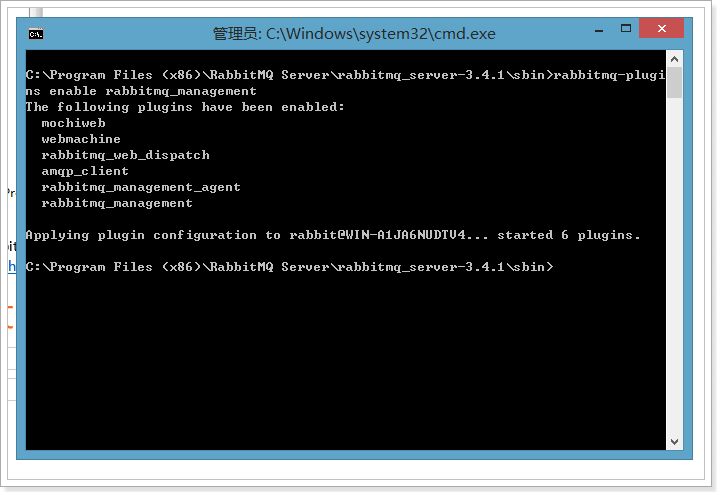 管理员: C:\Windows\system32\cmd.exe
C:\Program Files (x86)\RabbitMQ Server\rabbitmq_server-3.4.1\sbin>rabbitmq-plugi
ns enable rabbitmq_management
The following plugins have been enabled:
mochiweb
webmachine
rabbitmq_web_dispatch
amqp_client
rabbitmq_management_agent
rabbitmq_management
Applying plugin configuration to rabbit@WIN-A1JA6NUDTV4... started 6 plugins.
C:\Program Files (x86)\RabbitMQ Server\rabbitmq_server-3.4.1\sbin>